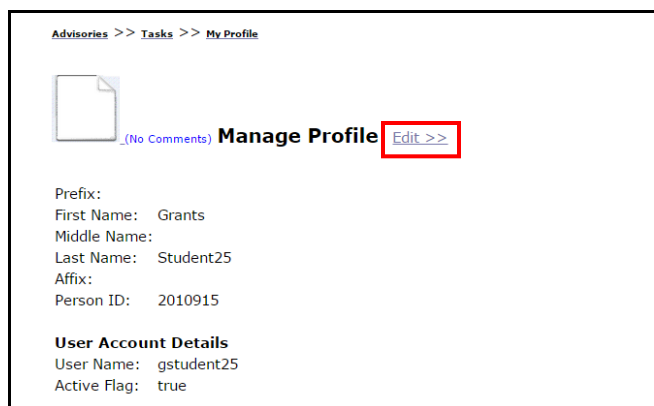 Advisories >> Tasks >> My Profile
(No Comments) Manage Profile Edit >>
Prefix:
First Name: Grants
Middle Name:
Last Name: Student25
Affix:
Person ID: 2010915
User Account Details
User Name: gstudent25
Active Flag: true